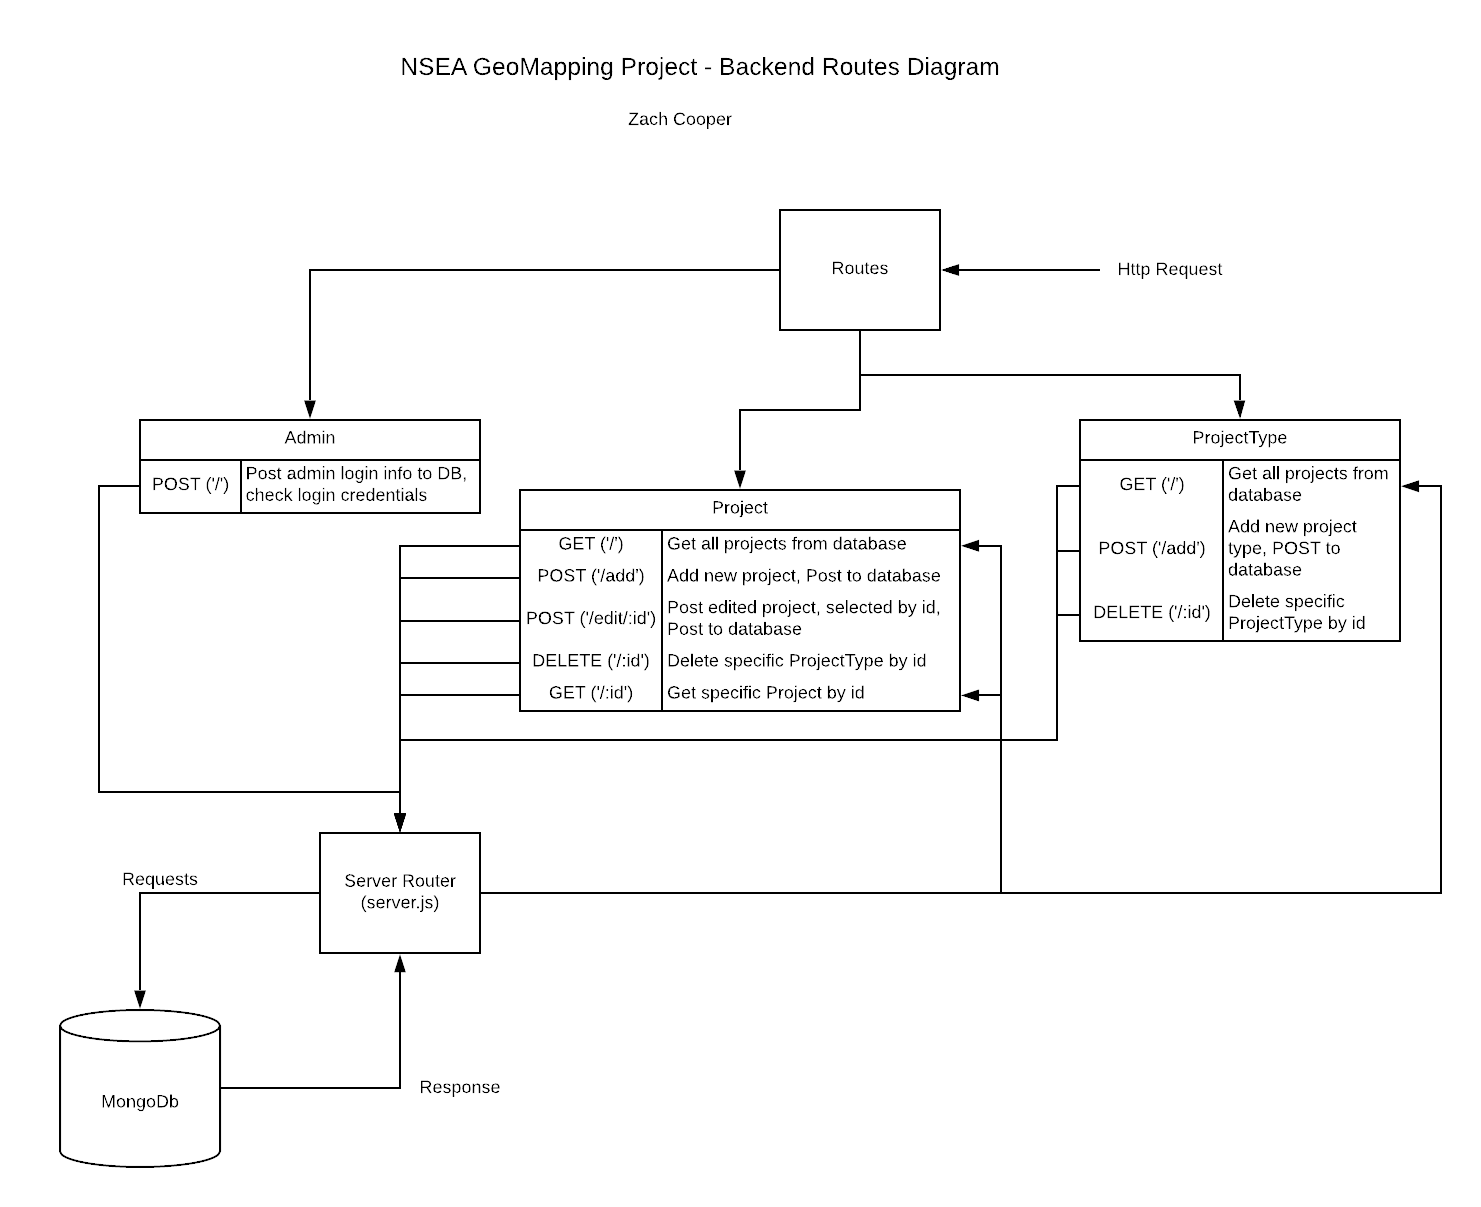 NSEA GeoMapping Project - Backend Routes Diagram
Zach Cooper
Routes
Http Request
Admin
POST ('/')
Post admin login info to DB,
check login credentials
Project
GET ('/')
Get all projects from database
POST ('/add')
Add new project, Post to database
POST ('/edit/:id')
Post edited project, selected by id,
Post to database
DELETE ('/:id')
Delete specific ProjectType by id
GET ('/:id')
Get specific Project by id
ProjectType
GET ('/')
Get all projects from
database
POST ('/add')
Add new project
type, POST to
database
DELETE ('/:id')
Delete specific
ProjectType by id
Requests
Server Router
(server.js)
MongoDb
Response